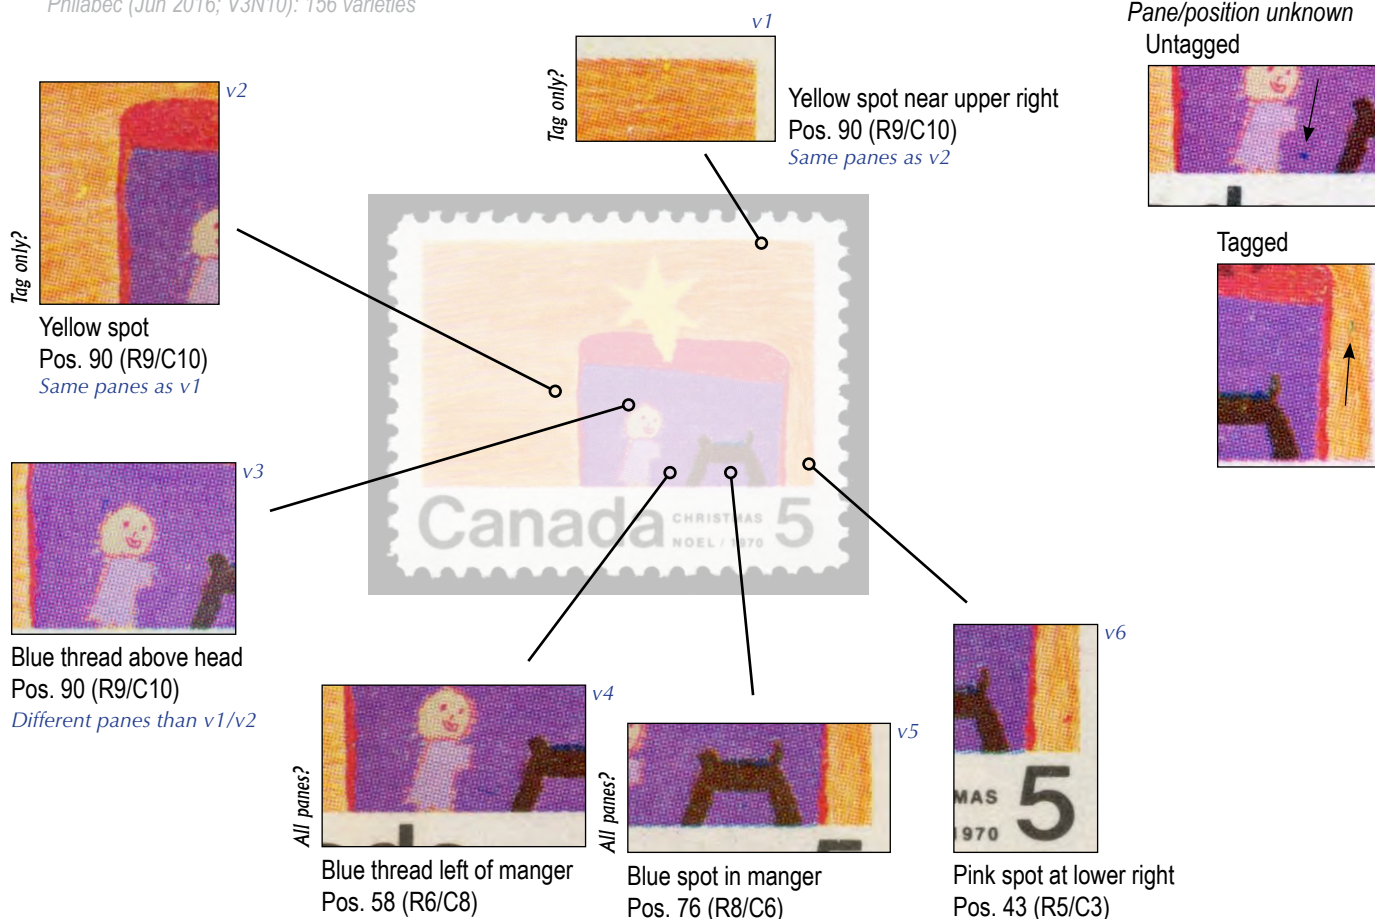 Philabec (Jun 2016; V3N10): 156 varieties
v1
Tag only?
Yellow spot near upper right
Pos. 90 (R9/C10)
Same panes as v2
v2
Tag only?
Yellow spot
Pos. 90 (R9/C10)
Same panes as v1
v3
Blue thread above head
Pos. 90 (R9/C10)
Different panes than v1/v2
Canada
CHRISTMAS
NOEL / 1970
5
v4
All panes?
Blue thread left of manger
Pos. 58 (R6/C8)
v5
All panes?
Blue spot in manger
Pos. 76 (R8/C6)
v6
MAS
1970
5
Pink spot at lower right
Pos. 43 (R5/C3)
Pane/position unknown
Untagged
Tagged